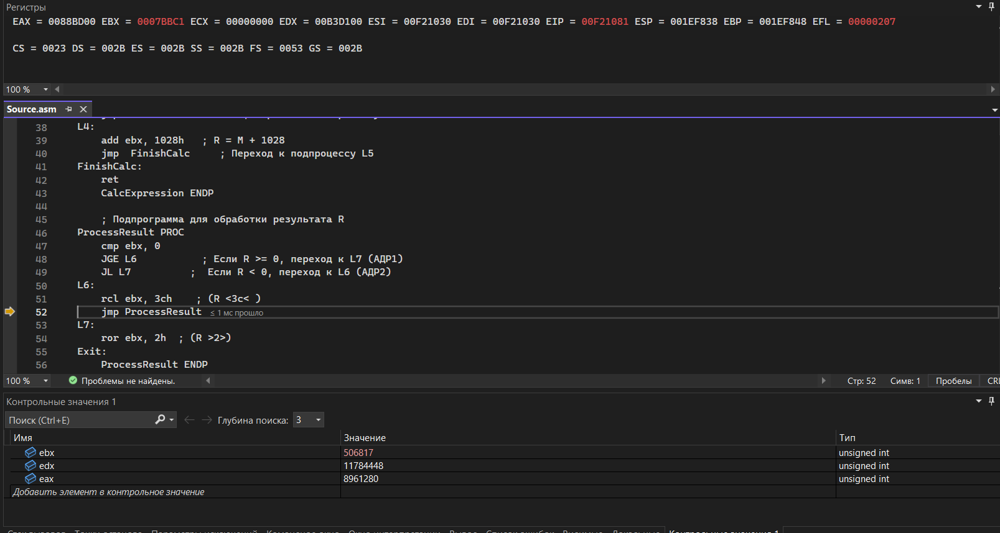 Регистры
EAX = 0088BD00 EBX = 0007BBC1 ECX = 00000000 EDX = 00B3D100 ESI = 00F21030 EDI = 00F21030 EIP = 00F21081 ESP = 001EF838 EBP = 001EF848 EFL = 00000207
CS = 0023 DS = 002B ES = 002B SS = 002B FS = 0053 GS = 002B
100 %
Source.asm
38 L4:
39 add ebx, 1028h ; R = M + 1028
40 jmp FinishCalc ; Переход к подпроцессу L5
41 FinishCalc:
42 ret
43 CalcExpression ENDP
44
45 ; Подпрограмма для обработки результата R
46 ProcessResult PROC
47 cmp ebx, 0
48 JGE L6 ; Если R >= 0, переход к L7 (АДР1)
49 JL L7 ; Если R < 0, переход к L6 (АДР2)
50 L6:
51 rcl ebx, 3ch ; (R <3c< )
52 jmp ProcessResult ≤ 1 мс прошло
53 L7:
54 ror ebx, 2h ; (R >2>)
55 Exit:
56 ProcessResult ENDP
100 % Проблемы не найдены. Стр: 52 Симв: 1 Пробелы
Контрольные значения 1
Поиск (Ctrl+E) Глубина поиска: 3
Имя Значение Тип
ebx 506817 unsigned int
edx 11784448 unsigned int
eax 8961280 unsigned int
Добавить элемент в контрольное значение
Контрольные значения 1